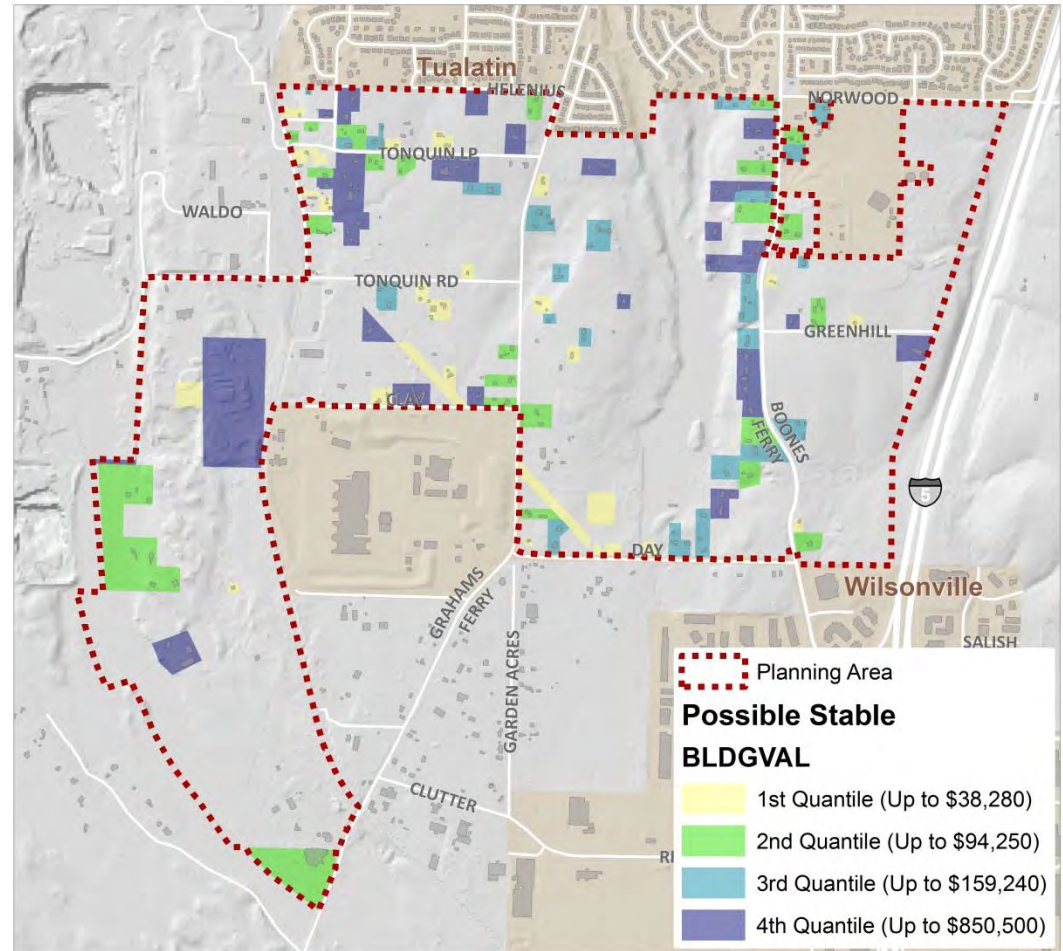 Tualatin
HELENIUS
NORWOOD
TONQUIN LP
WALDO
TONQUIN RD
GREENHILL
CLAY
BOONES
FERRY
5
DAY
Wilsonville
GRAHAMS
FERRY
GARDEN ACRES
SALISH
CLUTTER
Planning Area
Possible Stable
BLDGVAL
1st Quantile (Up to $38,280)
2nd Quantile (Up to $94,250)
3rd Quantile (Up to $159,240)
4th Quantile (Up to $850,500)